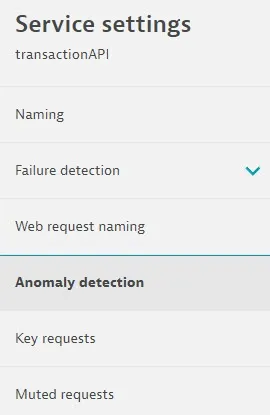 Service settings
transactionAPI
Naming
Failure detection
Web request naming
Anomaly detection
Key requests
Muted requests